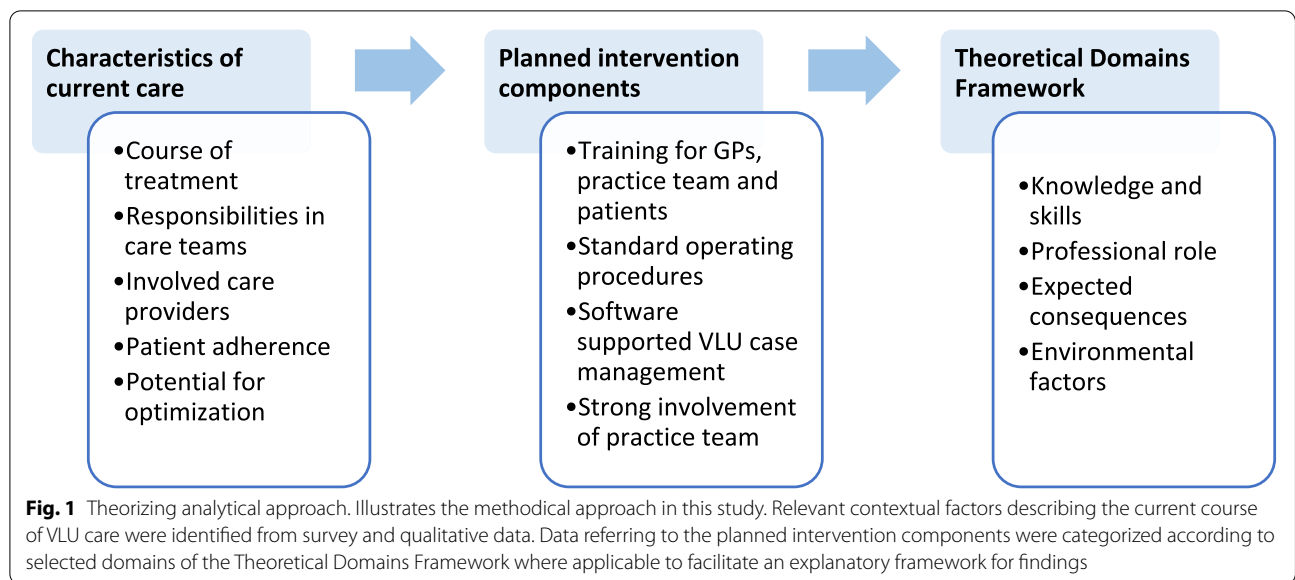 Characteristics of
current care
•Course of
treatment
•Responsibilities in
care teams
•Involved care
providers
•Patient adherence
•Potential for
optimization
Planned intervention
components
•Training for GPs,
practice team and
patients
•Standard operating
procedures
•Software
supported VLU case
management
•Strong involvement
of practice team
Theoretical Domains
Framework
•Knowledge and
skills
•Professional role
•Expected
consequences
•Environmental
factors
Fig. 1 Theorizing analytical approach. Illustrates the methodical approach in this study. Relevant contextual factors describing the current course
of VLU care were identified from survey and qualitative data. Data referring to the planned intervention components were categorized according to
selected domains of the Theoretical Domains Framework where applicable to facilitate an explanatory framework for findings